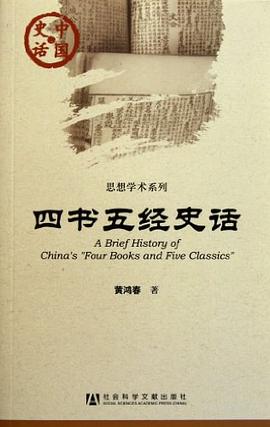 中国
史话
思想学术系列
四书五经史话
A Brief History of
China's "Four Books and Five Classics"
黄鸿春 著
社会科学文献出版社
SOCIAL SCIENCES ACADEMIC PRESS (CHINA)